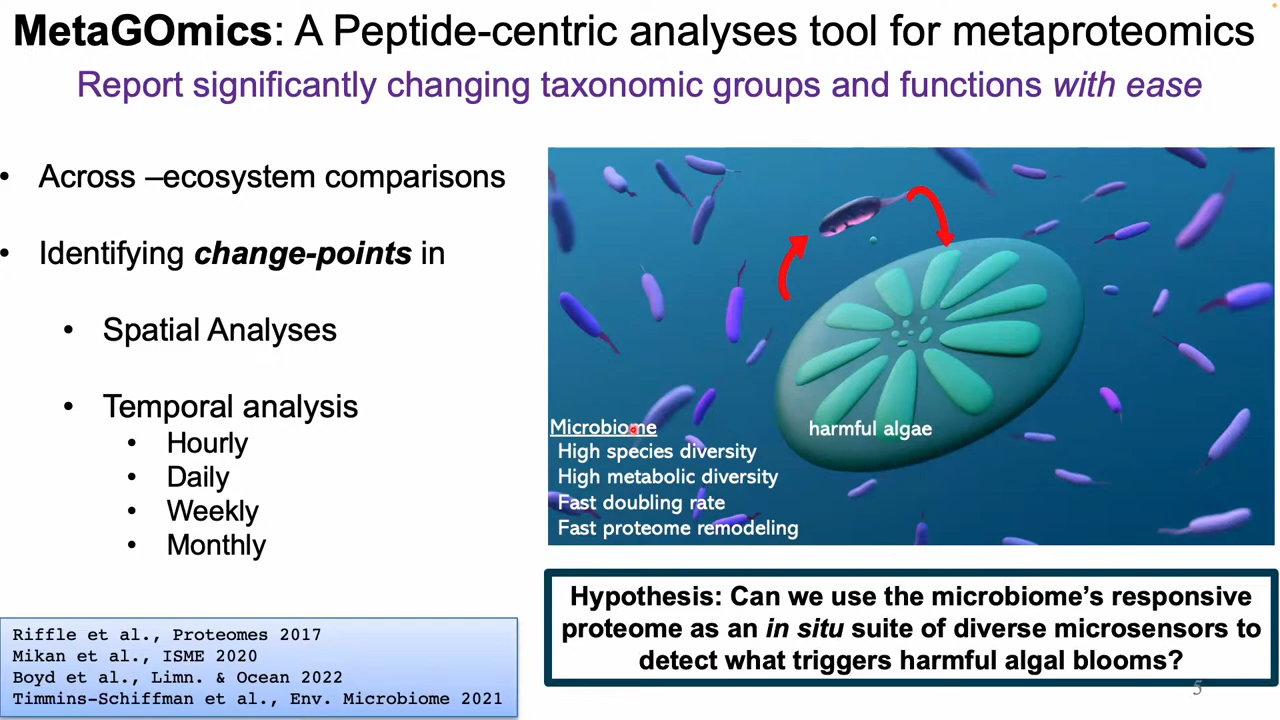 MetaGOmics: A Peptide-centric analyses tool for metaproteomics
Report significantly changing taxonomic groups and functions with ease
• Across –ecosystem comparisons
• Identifying change-points in
• Spatial Analyses
• Temporal analysis
• Hourly
• Daily
• Weekly
• Monthly
Microbiome
High species diversity
High metabolic diversity
Fast doubling rate
Fast proteome remodeling
harmful algae
Hypothesis: Can we use the microbiome's responsive
proteome as an in situ suite of diverse microsensors to
detect what triggers harmful algal blooms?
Riffle et al., Proteomes 2017
Mikan et al., ISME 2020
Boyd et al., Limn. & Ocean 2022
Timmins-Schiffman et al., Env. Microbiome 2021
5